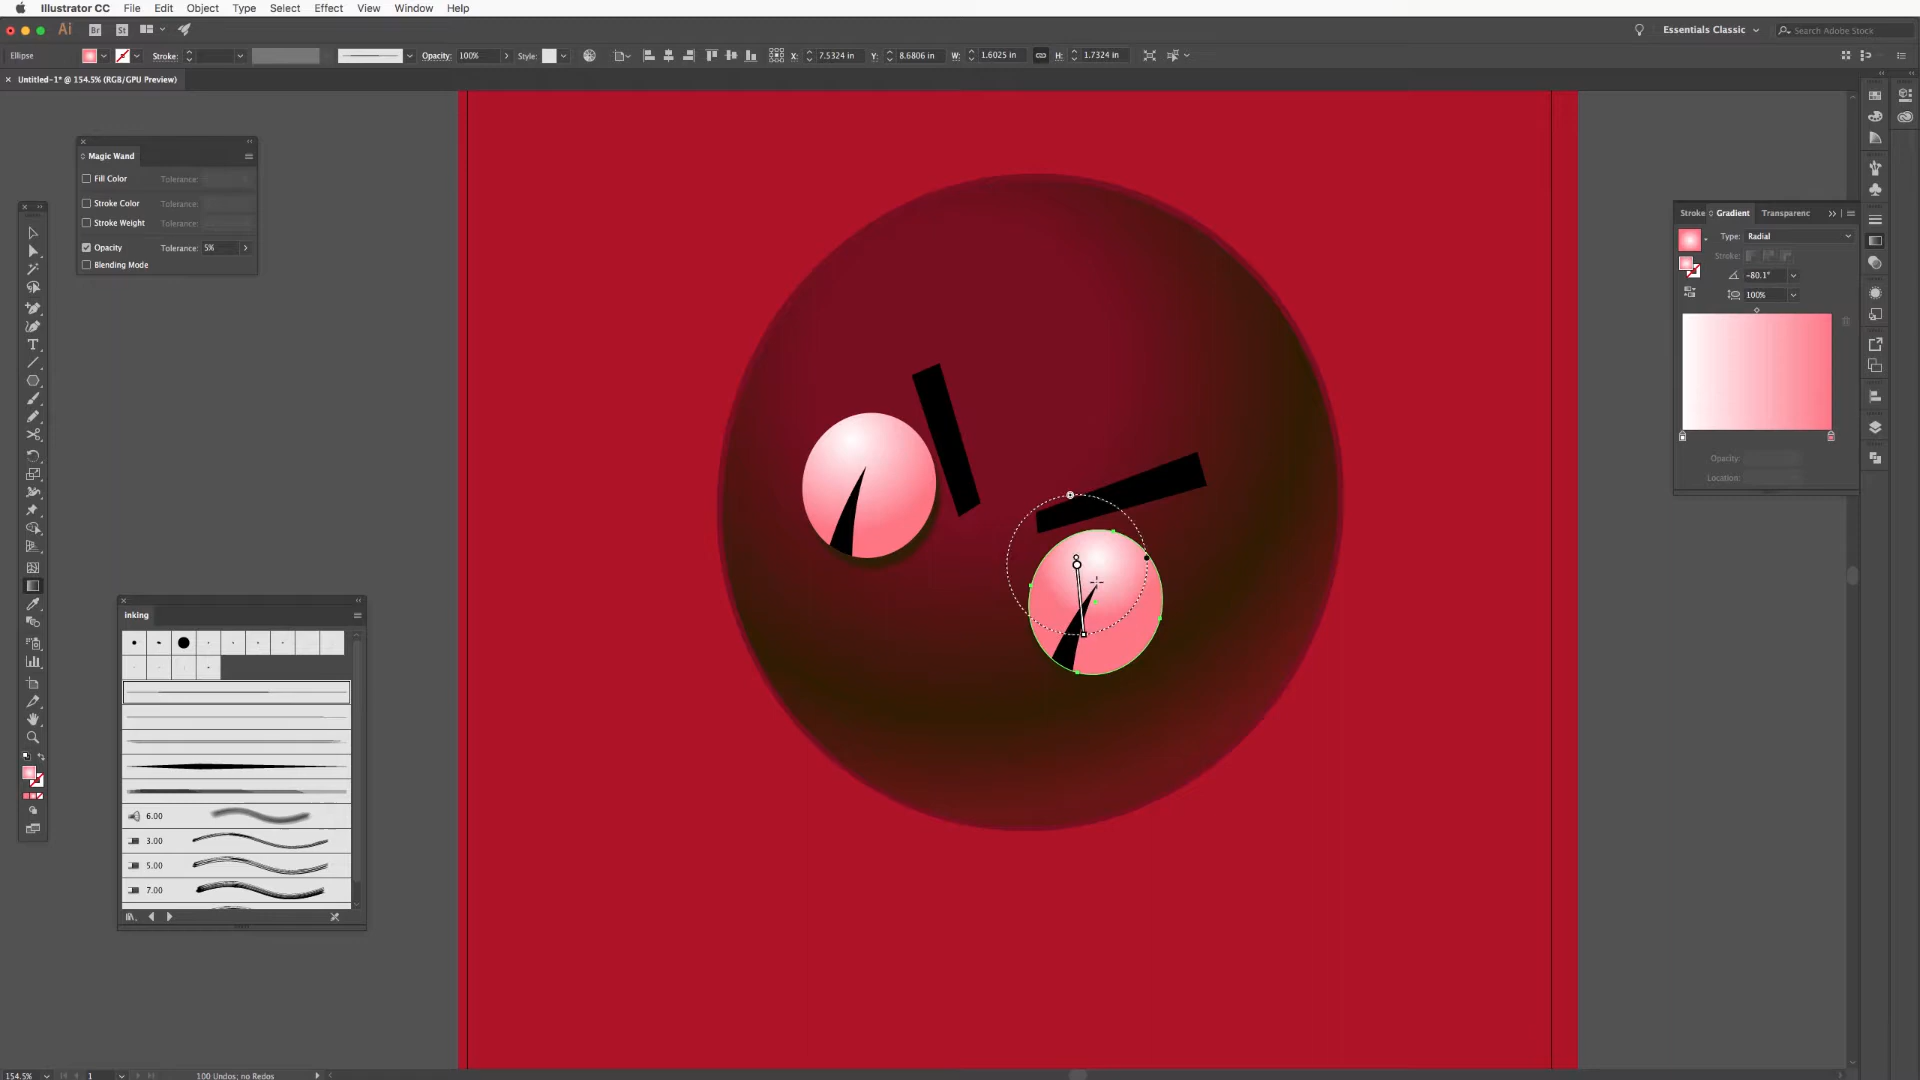 Illustrator CC File Edit Object Type Select Effect View Window Help
Ai Br St Essentials Classic Search Adobe Stock
Ellipse Stroke: Opacity: 100% Style: X: 7.5324 in Y: 8.6806 in W: 1.6025 in H: 1.7324 in
Untitled-1* @ 154.5% (RGB/GPU Preview)
Magic Wand
Fill Color Tolerance:
Stroke Color Tolerance:
Stroke Weight Tolerance:
Opacity Tolerance: 5%
Blending Mode
Stroke Gradient Transparenc
Type: Radial
Stroke:
-80.1°
100%
Opacity:
Location:
inking
6.00
3.00
5.00
7.00
154.5% 1 100 Undos; no Redos